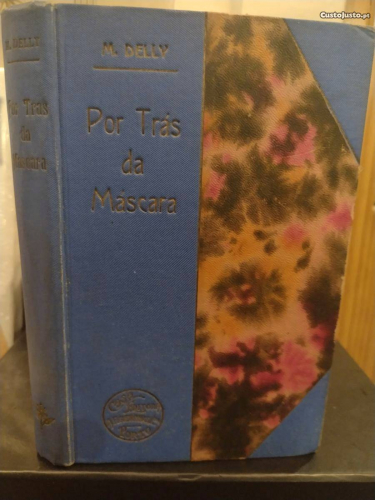 CustoJusto.pt
M. DELLY
Por Trás
da
Máscara
M. DELLY
Por Trás
da
Máscara